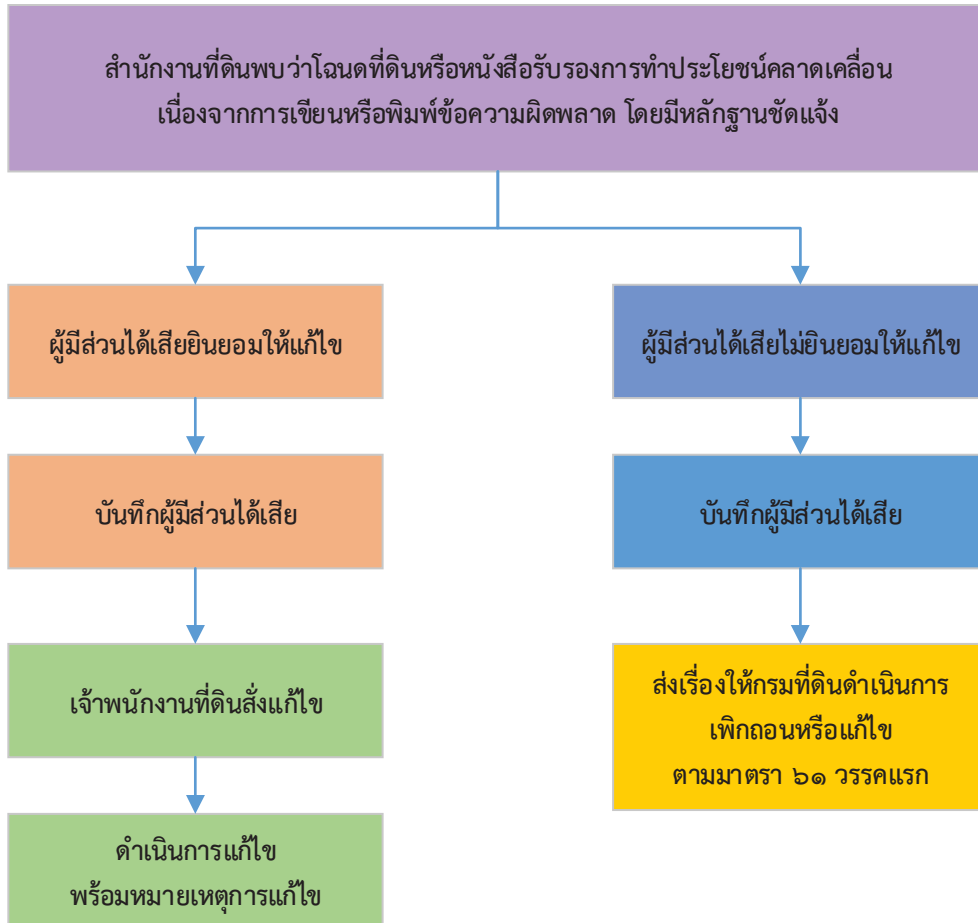 สำนักงานที่ดินพบว่าโฉนดที่ดินหรือหนังสือรับรองการทำประโยชน์คลาดเคลื่อน
เนื่องจากการเขียนหรือพิมพ์ข้อความผิดพลาด โดยมีหลักฐานชัดแจ้ง
ผู้มีส่วนได้เสียยินยอมให้แก้ไข
ผู้มีส่วนได้เสียไม่ยินยอมให้แก้ไข
บันทึกผู้มีส่วนได้เสีย
บันทึกผู้มีส่วนได้เสีย
เจ้าพนักงานที่ดินสั่งแก้ไข
ส่งเรื่องให้กรมที่ดินดำเนินการ
เพิกถอนหรือแก้ไข
ตามมาตรา ๖๑ วรรคแรก
ดำเนินการแก้ไข
พร้อมหมายเหตุการแก้ไข